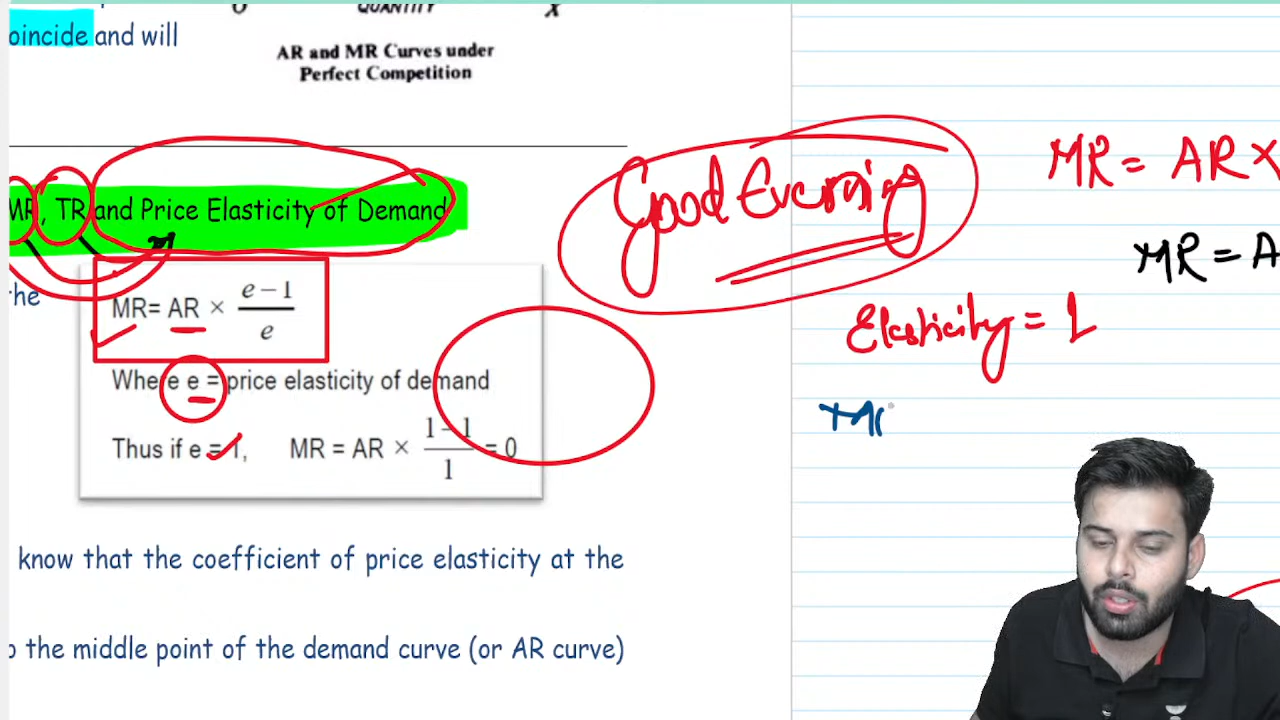 O QUANTITY X
oincide and will
AR and MR Curves under
Perfect Competition
MR, TR and Price Elasticity of Demand
the
MR= AR × e−1
e
Where e = price elasticity of demand
Thus if e = 1, MR = AR × 1−1 = 0
1
know that the coefficient of price elasticity at the
o the middle point of the demand curve (or AR curve)
Good Evening
MR = AR ×
MR = A
Elasticity = 1